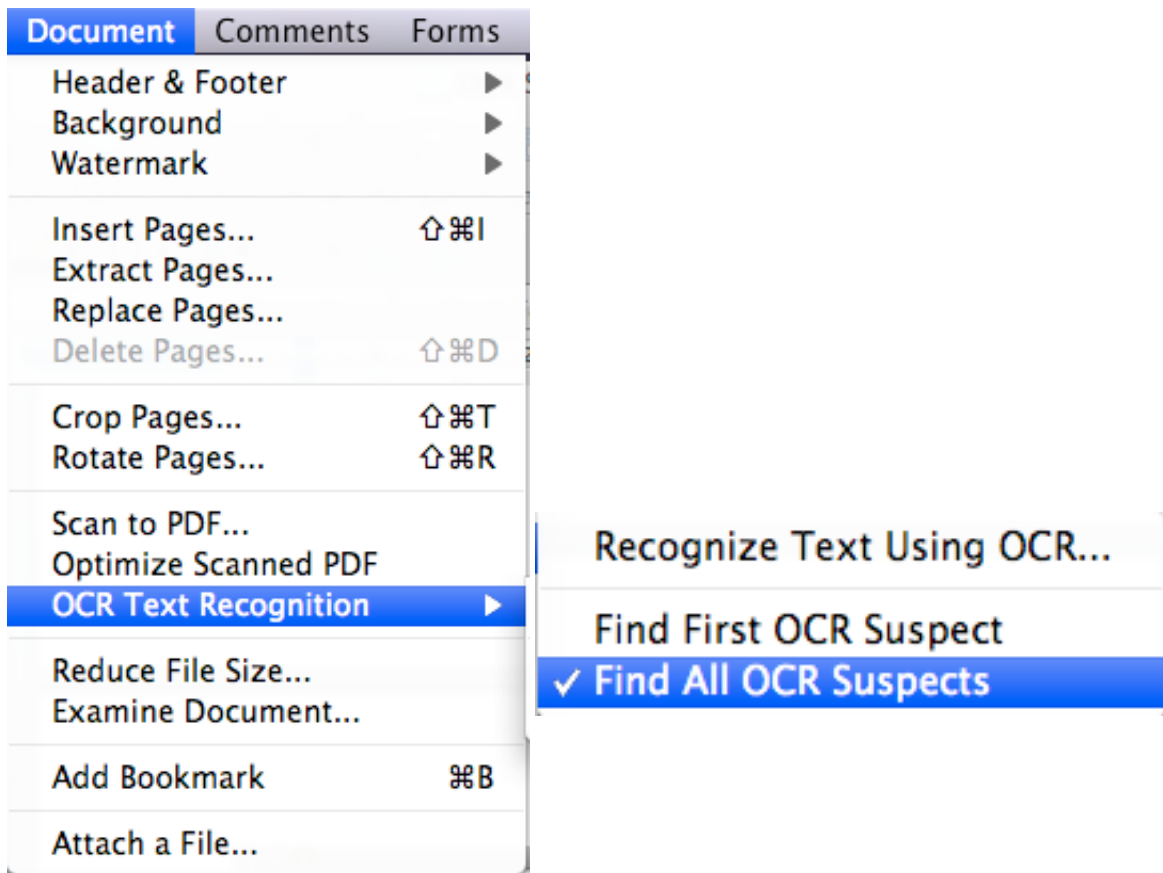 Document Comments Forms
Header & Footer ▶
Background ▶
Watermark ▶
Insert Pages... ⇧⌘I
Extract Pages...
Replace Pages...
Delete Pages... ⇧⌘D
Crop Pages... ⇧⌘T
Rotate Pages... ⇧⌘R
Scan to PDF...
Optimize Scanned PDF
OCR Text Recognition ▶
Reduce File Size...
Examine Document...
Add Bookmark ⌘B
Attach a File...
Recognize Text Using OCR...
Find First OCR Suspect
✓ Find All OCR Suspects